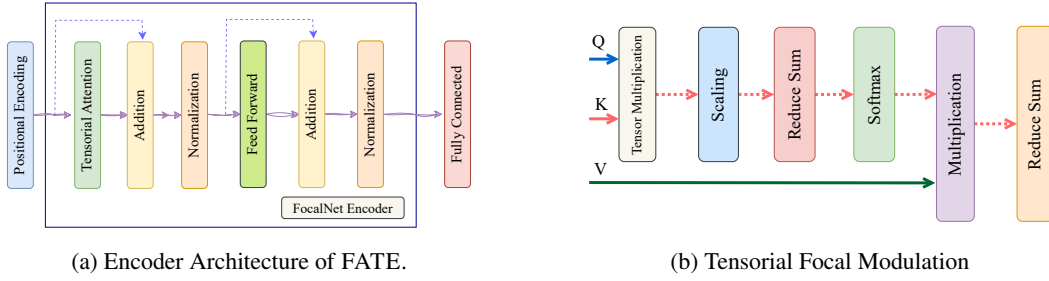 Positional Encoding
Tensorial Attention
Addition
Normalization
Feed Forward
Addition
Normalization
Fully Connected
FocalNet Encoder
(a) Encoder Architecture of FATE.
Q
K
V
Tensor Multiplication
Scaling
Reduce Sum
Softmax
Multiplication
Reduce Sum
(b) Tensorial Focal Modulation